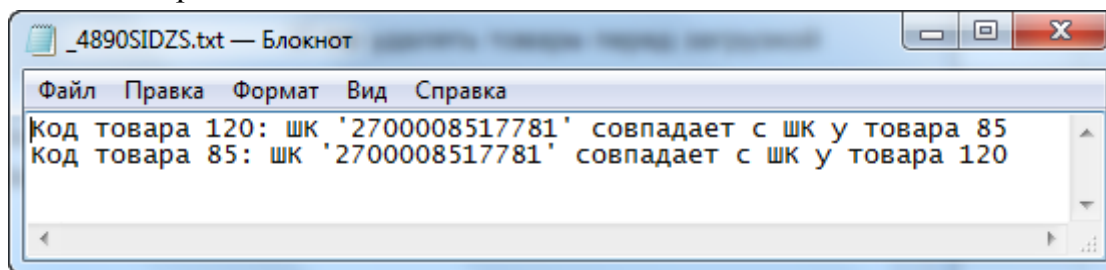 _4890SIDZS.txt — Блокнот
Файл Правка Формат Вид Справка
Код товара 120: ШК '2700008517781' совпадает с ШК у товара 85
Код товара 85: ШК '2700008517781' совпадает с ШК у товара 120